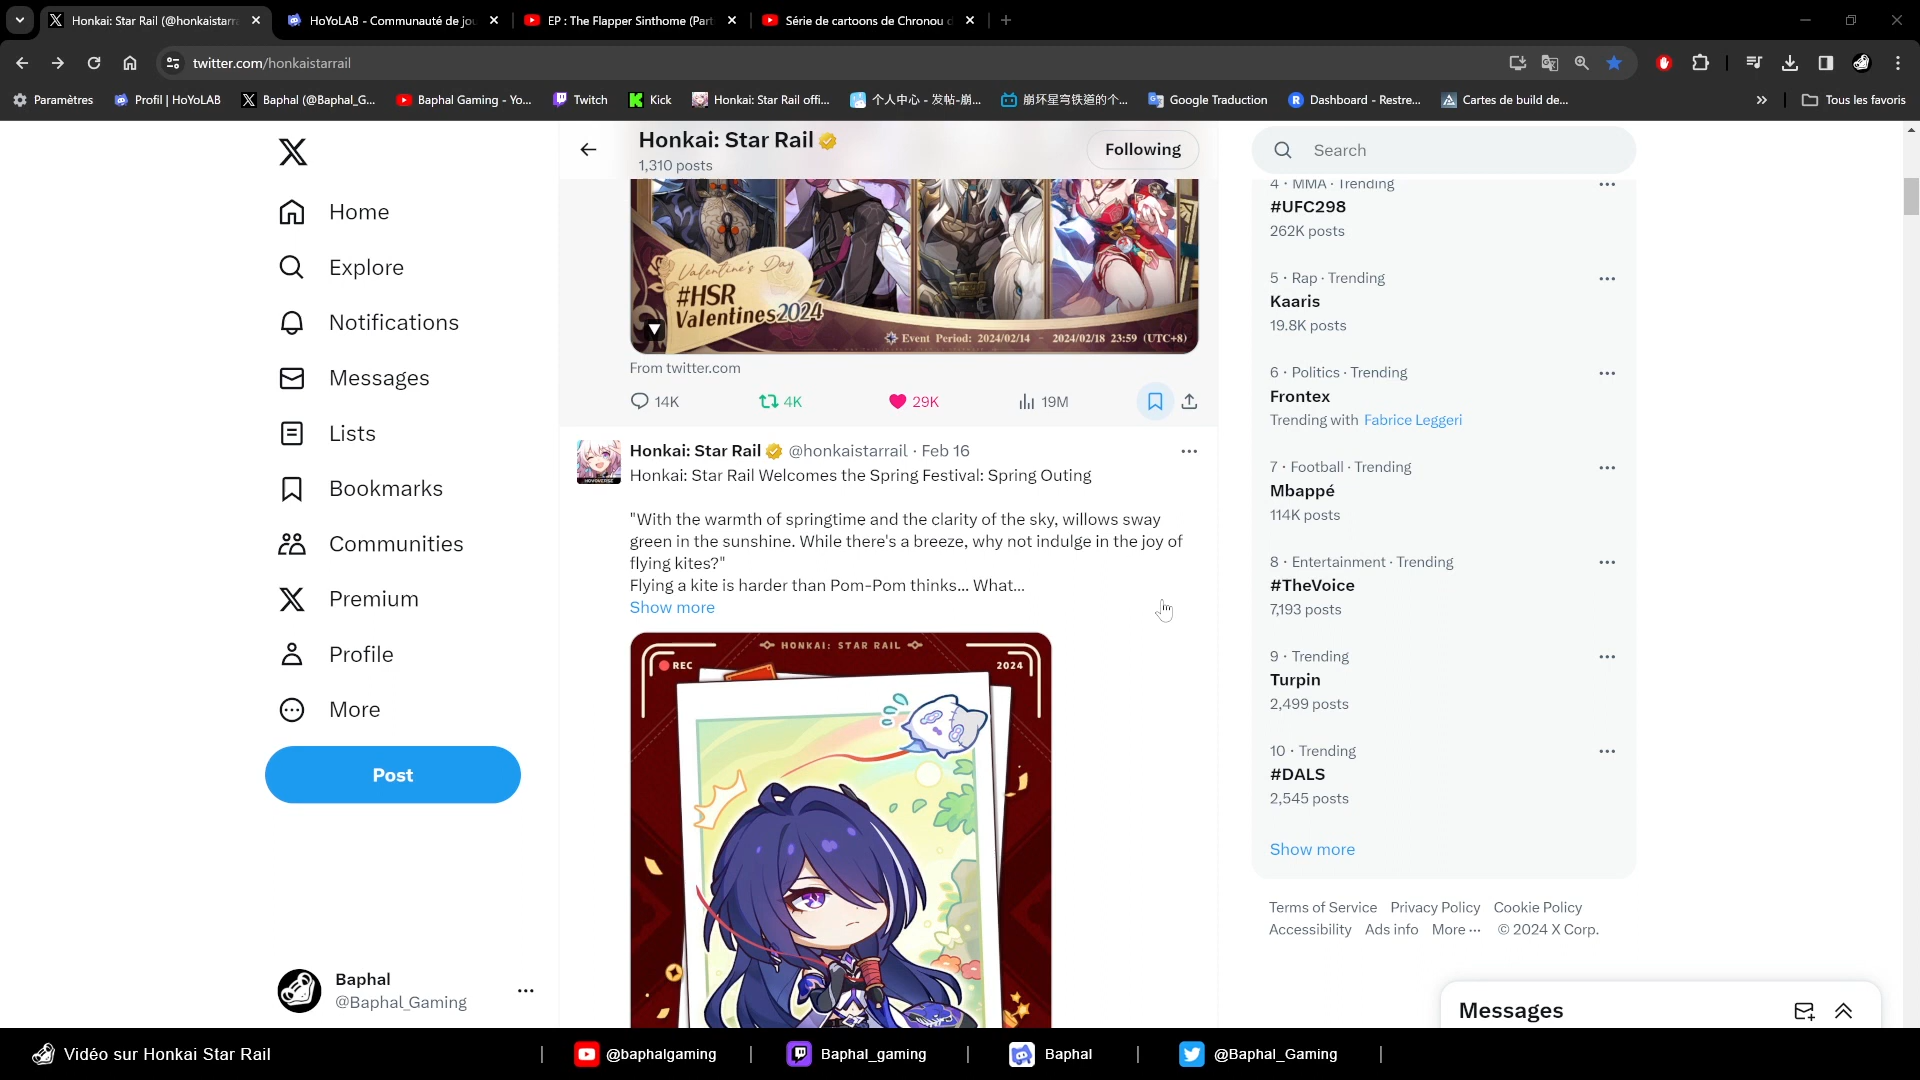 Honkai: Star Rail (@honkaistarra
HoYoLAB - Communauté de jou
EP : The Flapper Sinthome (Part
Série de cartoons de Chronou d
twitter.com/honkaistarrail
Paramètres
Profil | HoYoLAB
Baphal (@Baphal_G...
Baphal Gaming - Yo...
Twitch
Kick
Honkai: Star Rail offi...
个人中心 - 发帖-崩...
崩坏星穹铁道的个...
Google Traduction
Dashboard - Restre...
Cartes de build de...
Tous les favoris
Home
Explore
Notifications
Messages
Lists
Bookmarks
Communities
Premium
Profile
More
Post
Baphal
@Baphal_Gaming
Honkai: Star Rail
1,310 posts
Following
Valentine's Day
#HSR
Valentines2024
Event Period: 2024/02/14 - 2024/02/18 23:59 (UTC+8)
From twitter.com
14K
4K
29K
19M
Honkai: Star Rail @honkaistarrail · Feb 16
Honkai: Star Rail Welcomes the Spring Festival: Spring Outing
"With the warmth of springtime and the clarity of the sky, willows sway
green in the sunshine. While there's a breeze, why not indulge in the joy of
flying kites?"
Flying a kite is harder than Pom-Pom thinks... What...
Show more
HOYOVERSE
HONKAI: STAR RAIL
REC
2024
Search
4 · MMA · Trending
#UFC298
262K posts
5 · Rap · Trending
Kaaris
19.8K posts
6 · Politics · Trending
Frontex
Trending with Fabrice Leggeri
7 · Football · Trending
Mbappé
114K posts
8 · Entertainment · Trending
#TheVoice
7,193 posts
9 · Trending
Turpin
2,499 posts
10 · Trending
#DALS
2,545 posts
Show more
Terms of Service Privacy Policy Cookie Policy
Accessibility Ads info More ··· © 2024 X Corp.
Messages
Vidéo sur Honkai Star Rail
@baphalgaming
Baphal_gaming
Baphal
@Baphal_Gaming